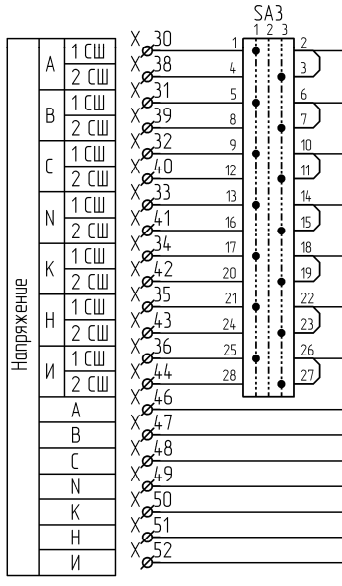 SA3
1 2 3
Напряжение
A 1 СШ X 30 1 2
2 СШ X 38 4 3
B 1 СШ X 31 5 6
2 СШ X 39 8 7
C 1 СШ X 32 9 10
2 СШ X 40 12 11
N 1 СШ X 33 13 14
2 СШ X 41 16 15
K 1 СШ X 34 17 18
2 СШ X 42 20 19
Н 1 СШ X 35 21 22
2 СШ X 43 24 23
И 1 СШ X 36 25 26
2 СШ X 44 28 27
A X 46
B X 47
C X 48
N X 49
K X 50
Н X 51
И X 52